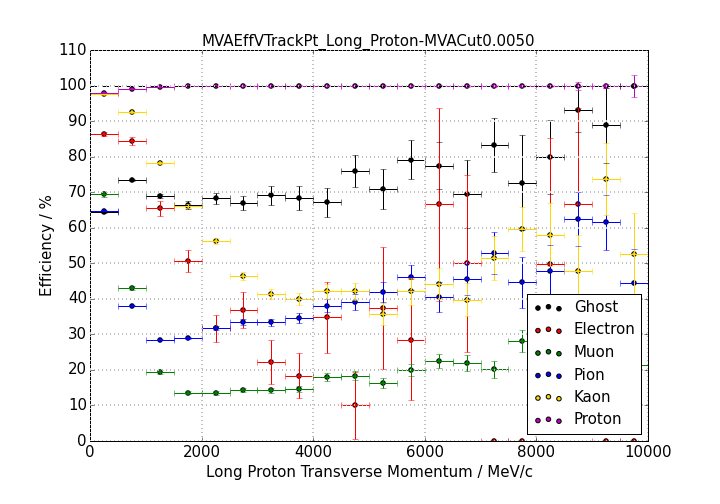 MVAEffVTrackPt_Long_Proton-MVACut0.0050
110
100
90
80
70
60
50
40
30
20
10
0
Efficiency / %
0 2000 4000 6000 8000 10000
Long Proton Transverse Momentum / MeV/c
Ghost
Electron
Muon
Pion
Kaon
Proton